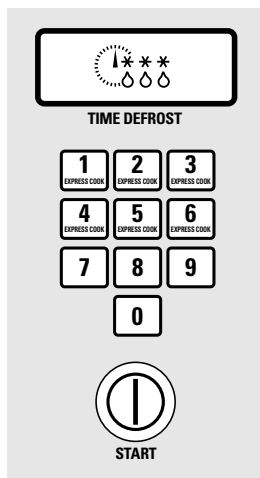 TIME DEFROST
1 2 3
EXPRESS COOK EXPRESS COOK EXPRESS COOK
4 5 6
EXPRESS COOK EXPRESS COOK EXPRESS COOK
7 8 9
0
START